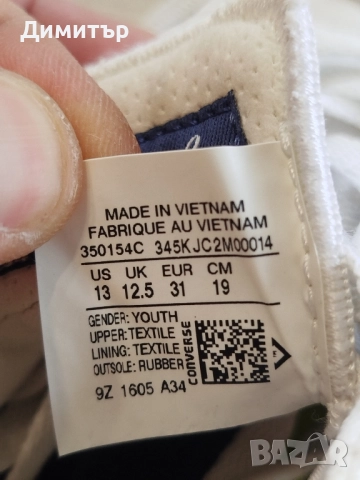 Димитър
MADE IN VIETNAM
FABRIQUE AU VIETNAM
350154C 345KJC2M00014
US UK EUR CM
13 12.5 31 19
GENDER: YOUTH
UPPER: TEXTILE
LINING: TEXTILE
OUTSOLE: RUBBER
CONVERSE
9Z 1605 A34
BAZAR